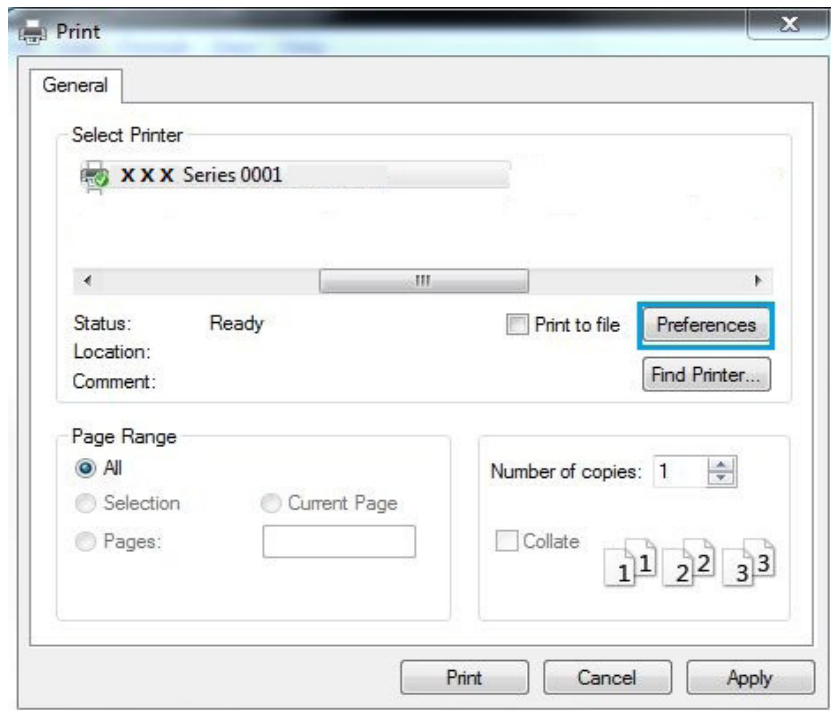 Print
X
General
Select Printer
X X X Series 0001
Status: Ready
Print to file
Preferences
Location:
Comment:
Find Printer...
Page Range
All
Selection
Current Page
Pages:
Number of copies: 1
Collate
1 1 2 2 3 3
Print
Cancel
Apply